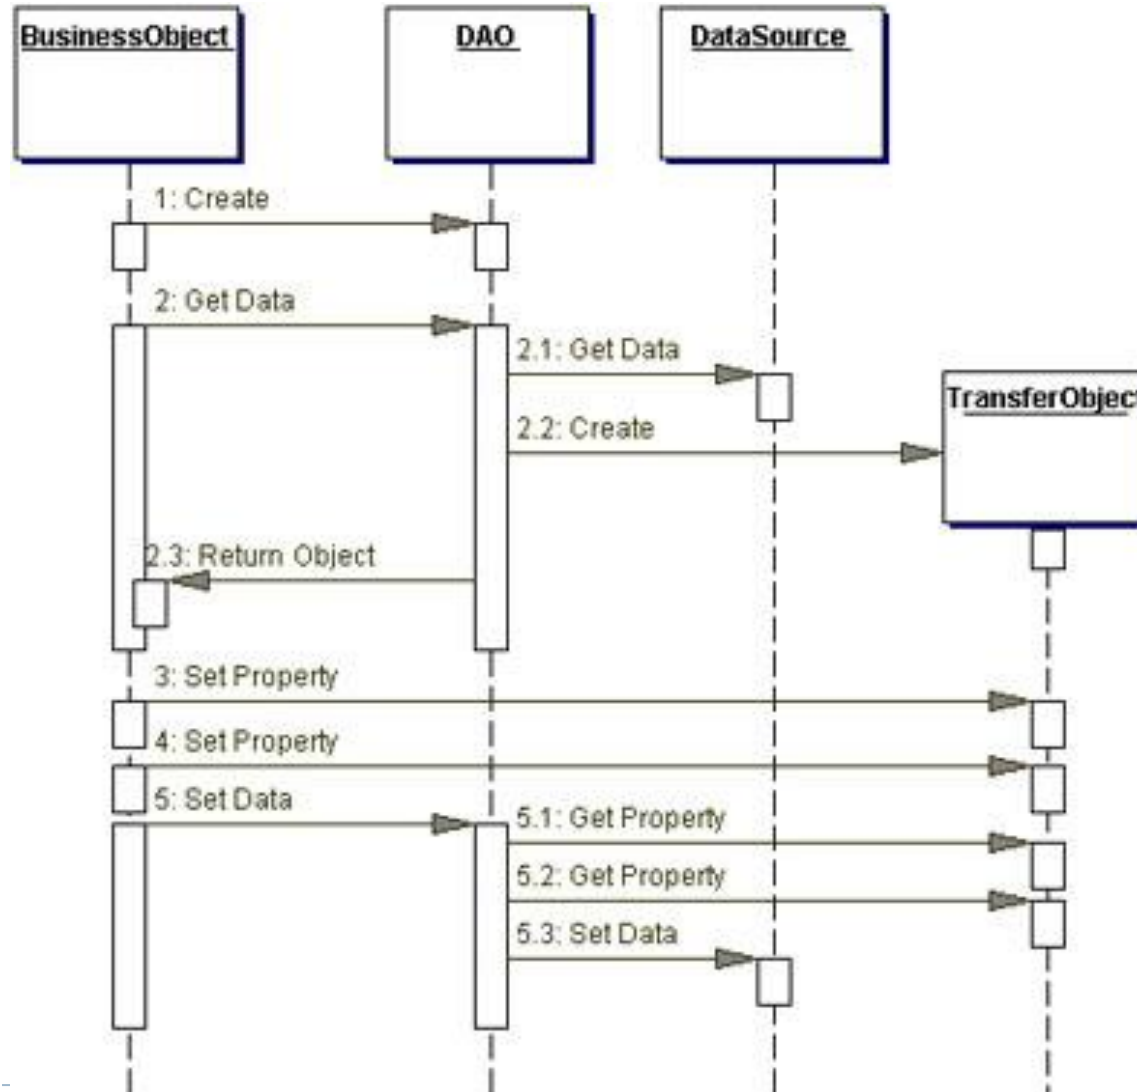 BusinessObject
DAO
DataSource
1: Create
2: Get Data
2.1: Get Data
TransferObject
2.2: Create
2.3: Return Object
3: Set Property
4: Set Property
5: Set Data
5.1: Get Property
5.2: Get Property
5.3: Set Data